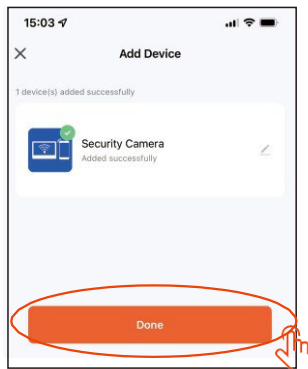 15:03
Add Device
1 device(s) added successfully
Security Camera
Added successfully
Done